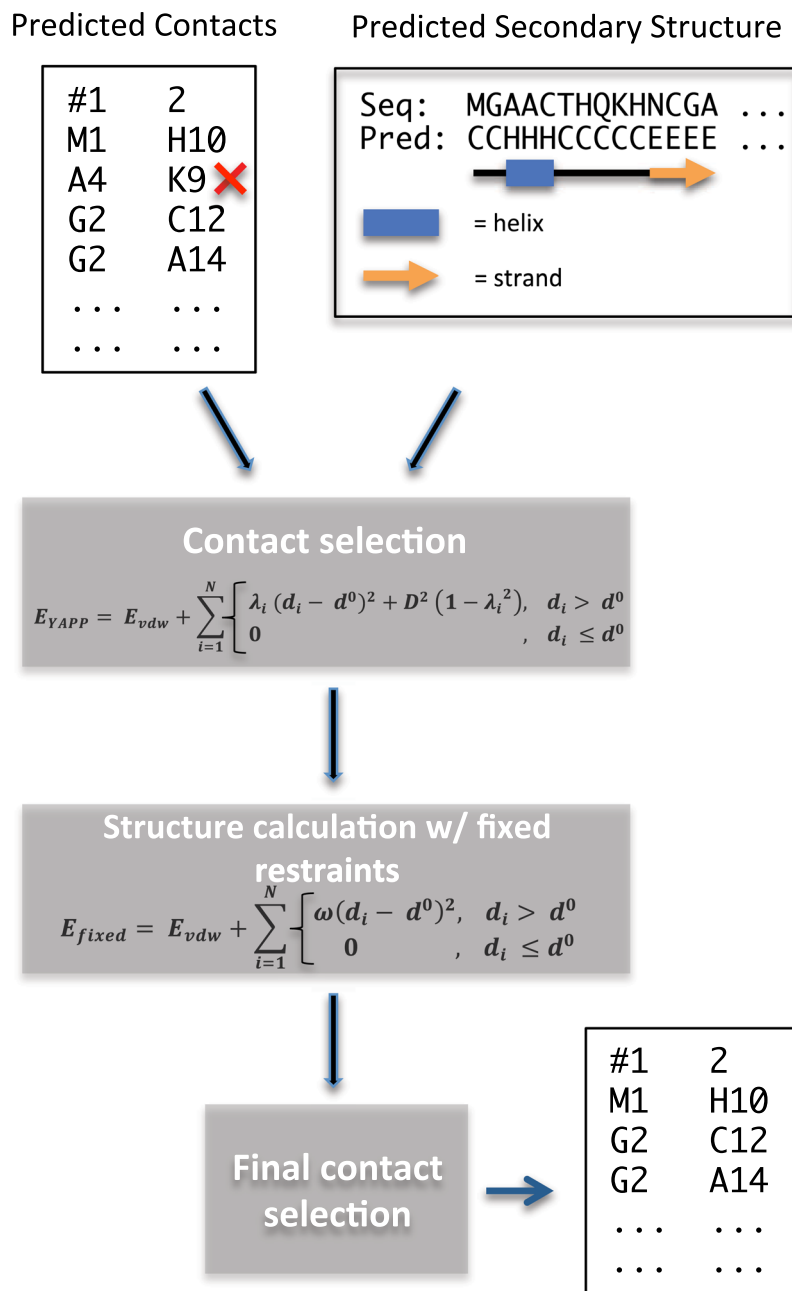 Predicted Contacts
#1 2
M1 H10
A4 K9
G2 C12
G2 A14
... ...
... ...
Predicted Secondary Structure
Seq: MGAACTHQKHNCGA ...
Pred: CCHHHCCCCCEEEE ...
= helix
= strand
Contact selection
E_YAPP = E_vdw + ∑_{i=1}^{N} { λ_i (d_i − d^0)^2 + D^2 (1 − λ_i^2), d_i > d^0
0 , d_i ≤ d^0
Structure calculation w/ fixed
restraints
E_fixed = E_vdw + ∑_{i=1}^{N} { ω(d_i − d^0)^2, d_i > d^0
0 , d_i ≤ d^0
Final contact
selection
#1 2
M1 H10
G2 C12
G2 A14
... ...
... ...